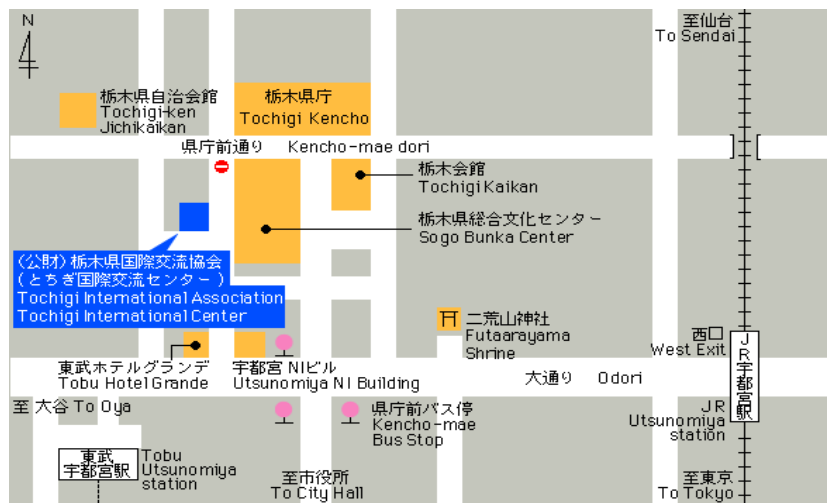 N
至仙台
To Sendai
栃木県自治会館
Tochigi-ken
Jichikaikan
栃木県庁
Tochigi Kencho
県庁前通り Kencho-mae dori
栃木会館
Tochigi Kaikan
栃木県総合文化センター
Sogo Bunka Center
(公財)栃木県国際交流協会
(とちぎ国際交流センター)
Tochigi International Association
Tochigi International Center
二荒山神社
Futaarayama
Shrine
西口
West Exit
JR宇都宮駅
東武ホテルグランデ
Tobu Hotel Grande
宇都宮 NIビル
Utsunomiya NI Building
大通り Odori
至 大谷 To Oya
県庁前バス停
Kencho-mae
Bus Stop
JR
Utsunomiya
station
東武
宇都宮駅
Tobu
Utsunomiya
station
至市役所
To City Hall
至東京
To Tokyo